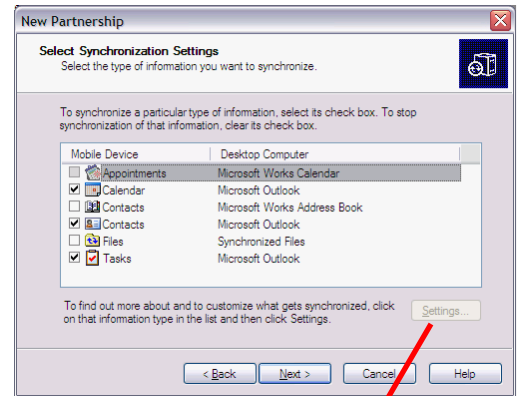 New Partnership
Select Synchronization Settings
Select the type of information you want to synchronize.
To synchronize a particular type of information, select its check box. To stop
synchronization of that information, clear its check box.
Mobile Device Desktop Computer
Appointments Microsoft Works Calendar
Calendar Microsoft Outlook
Contacts Microsoft Works Address Book
Contacts Microsoft Outlook
Files Synchronized Files
Tasks Microsoft Outlook
To find out more about and to customize what gets synchronized, click
on that information type in the list and then click Settings.
Settings...
< Back Next > Cancel Help